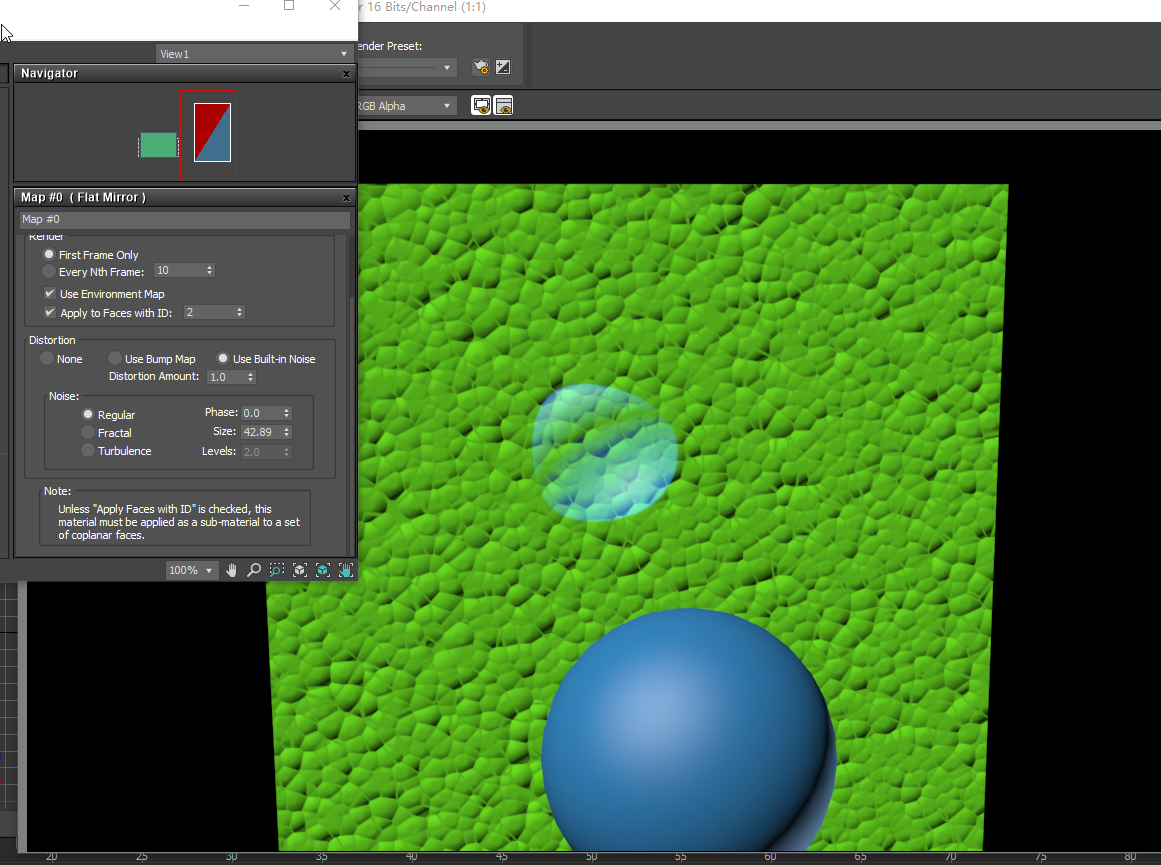 r 16 Bits/Channel (1:1)
View1
ender Preset:
Navigator
RGB Alpha
Map #0 ( Flat Mirror )
Map #0
Render
First Frame Only
Every Nth Frame: 10
Use Environment Map
Apply to Faces with ID: 2
Distortion
None Use Bump Map Use Built-in Noise
Distortion Amount: 1.0
Noise:
Regular Phase: 0.0
Fractal Size: 42.89
Turbulence Levels: 2.0
Note:
Unless "Apply Faces with ID" is checked, this
material must be applied as a sub-material to a set
of coplanar faces.
100%
20 25 30 35 40 45 50 55 60 65 70 75 80